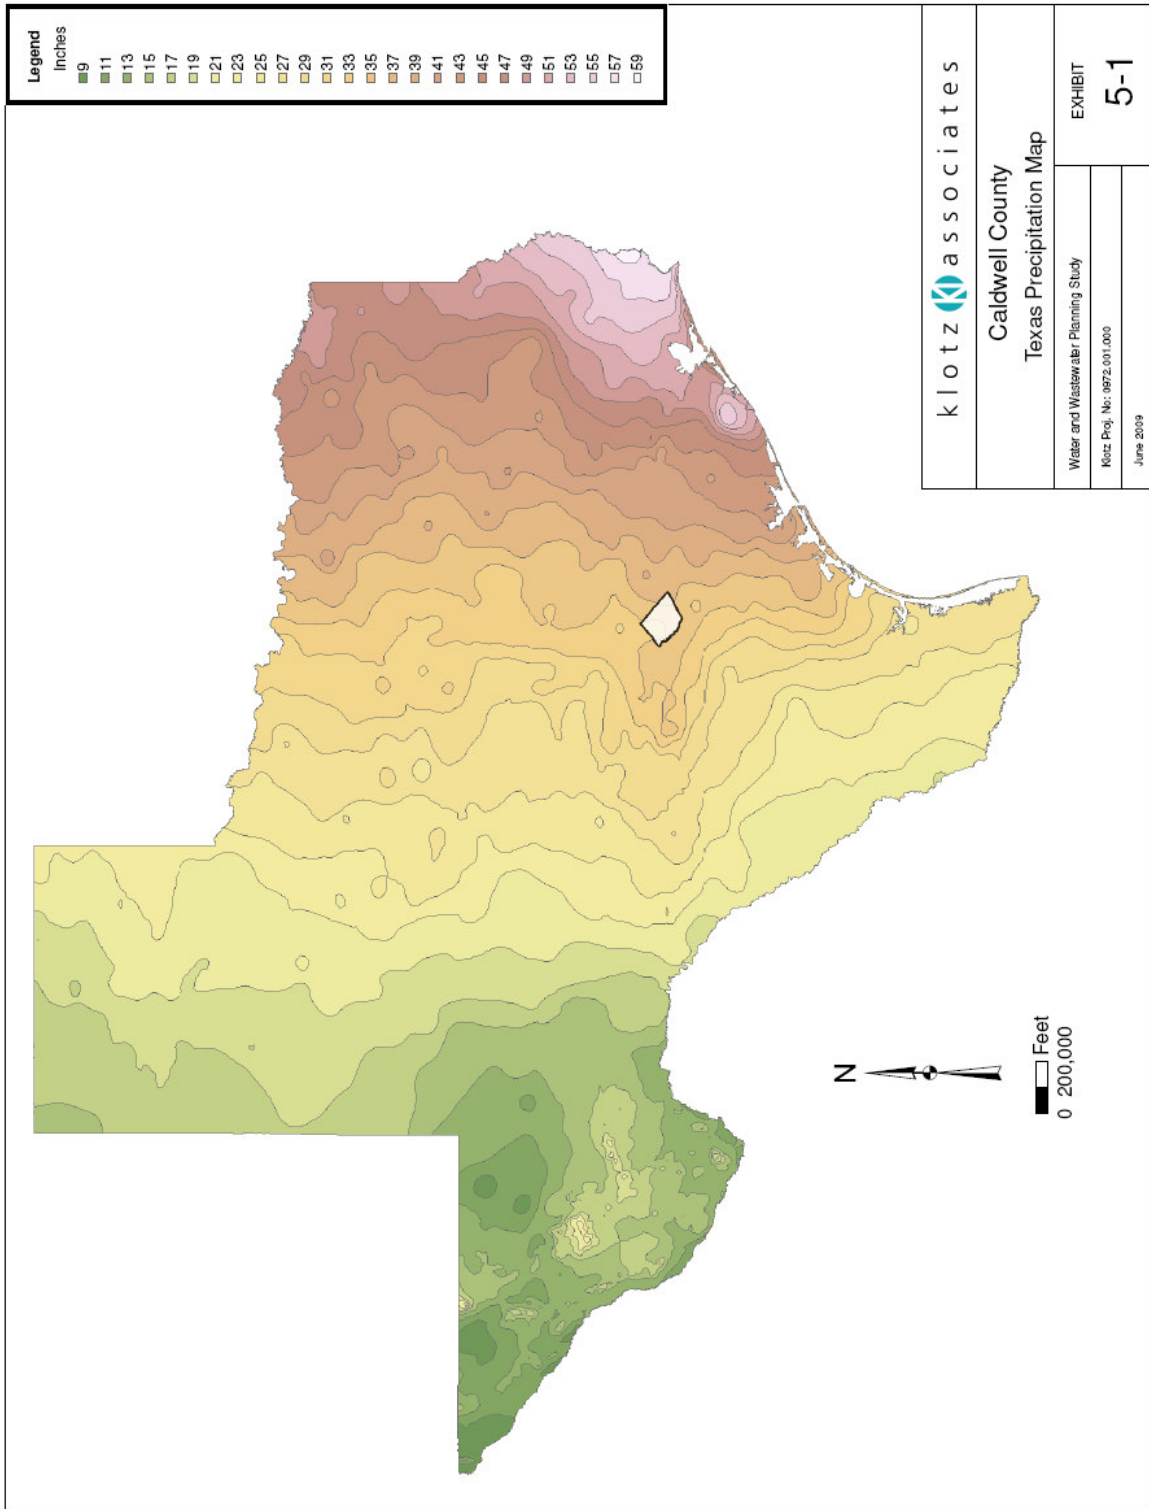 Legend
Inches
9
11
13
15
17
19
21
23
25
27
29
31
33
35
37
39
41
43
45
47
49
51
53
55
57
59
N
Feet
0 200,000
klotz associates
Caldwell County
Texas Precipitation Map
Water and Wastewater Planning Study
Klotz Proj. No: 0972.001.000
June 2009
EXHIBIT
5-1